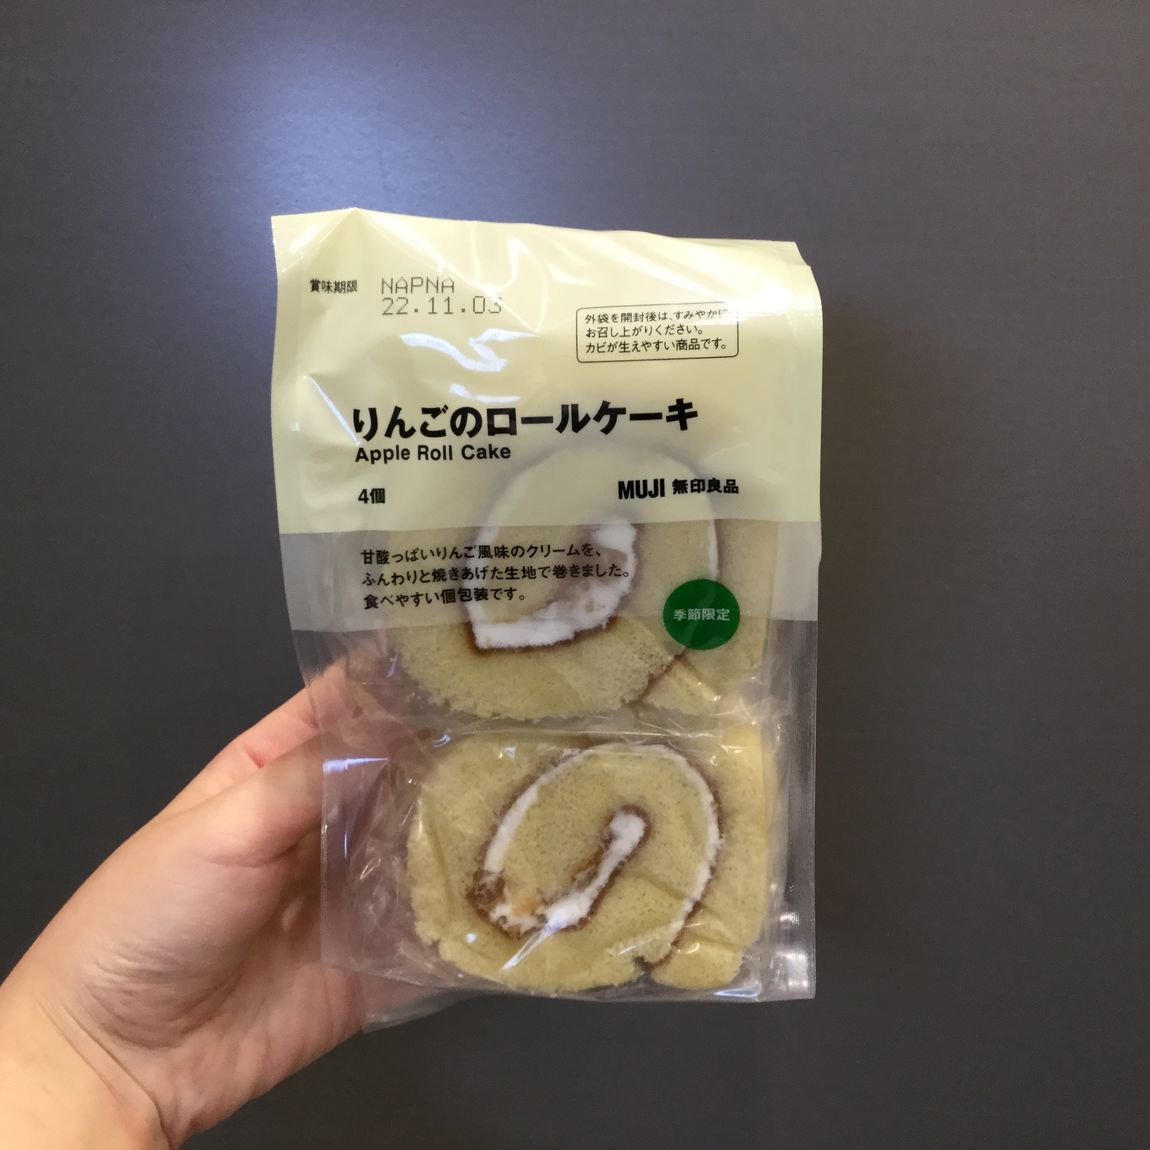 賞味期限
NAPNA
22.11.03
外袋を開封後は、すみやかに
お召し上がりください。
カビが生えやすい商品です。
りんごのロールケーキ
Apple Roll Cake
4個
MUJI 無印良品
甘酸っぱいりんご風味のクリームを、
ふんわりと焼きあげた生地で巻きました。
食べやすい個包装です。
季節限定